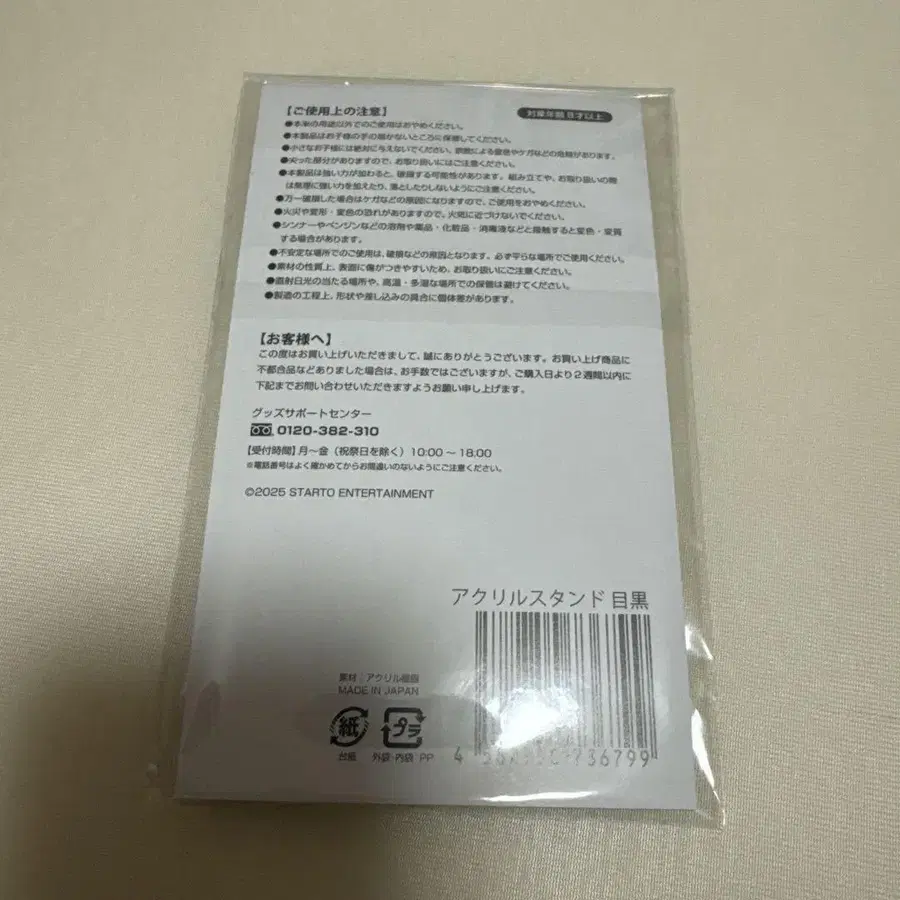 【ご使用上の注意】
対象年齢 8才以上
●本来の用途以外でのご使用はおやめください。
●本製品はお子様の手の届かないところに保管してください。
●小さなお子様には絶対に与えないでください。誤飲による窒息やケガなどの危険があります。
●尖った部分がありますので、お取り扱いにはご注意ください。
●本製品は強い力が加わると、破損する可能性があります。組み立てや、お取り扱いの際
は無理に強い力を加えたり、落としたりしないようにご注意ください。
●万一破損した場合はケガなどの原因になりますので、ご使用をおやめください。
●火災や変形・変色の恐れがありますので、火気に近づけないでください。
●シンナーやベンジンなどの溶剤や薬品・化粧品・消毒液などと接触すると変色・変質
する場合があります。
●不安定な場所でのご使用は、破損などの原因となります。必ず平らな場所でご使用ください。
●素材の性質上、表面に傷がつきやすいため、お取り扱いにご注意ください。
●直射日光の当たる場所や、高温・多湿な場所での保管は避けてください。
●製造の工程上、形状や差し込みの具合に個体差があります。
【お客様へ】
この度はお買い上げいただきまして、誠にありがとうございます。お買い上げ商品に
不都合品などありました場合は、お手数ではございますが、ご購入日より2週間以内に
下記までお問い合わせいただきますようお願い申し上げます。
グッズサポートセンター
0120-382-310
【受付時間】月～金（祝祭日を除く）10:00～18:00
※電話番号はよく確かめてからお間違いのないようにご注意ください。
©2025 STARTO ENTERTAINMENT
アクリルスタンド 目黒
素材：アクリル樹脂
MADE IN JAPAN
紙 プラ
台紙 外袋 内袋 PP
736799